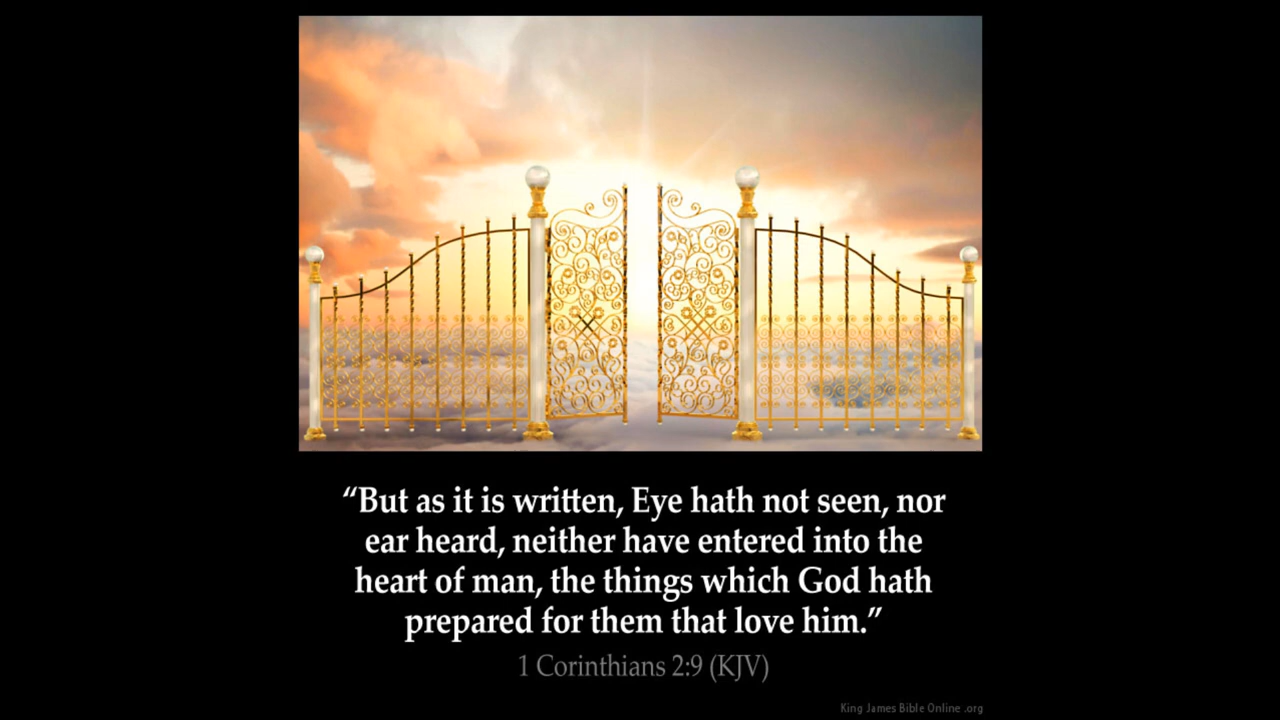 “But as it is written, Eye hath not seen, nor
ear heard, neither have entered into the
heart of man, the things which God hath
prepared for them that love him.”
1 Corinthians 2:9 (KJV)
King James Bible Online .org